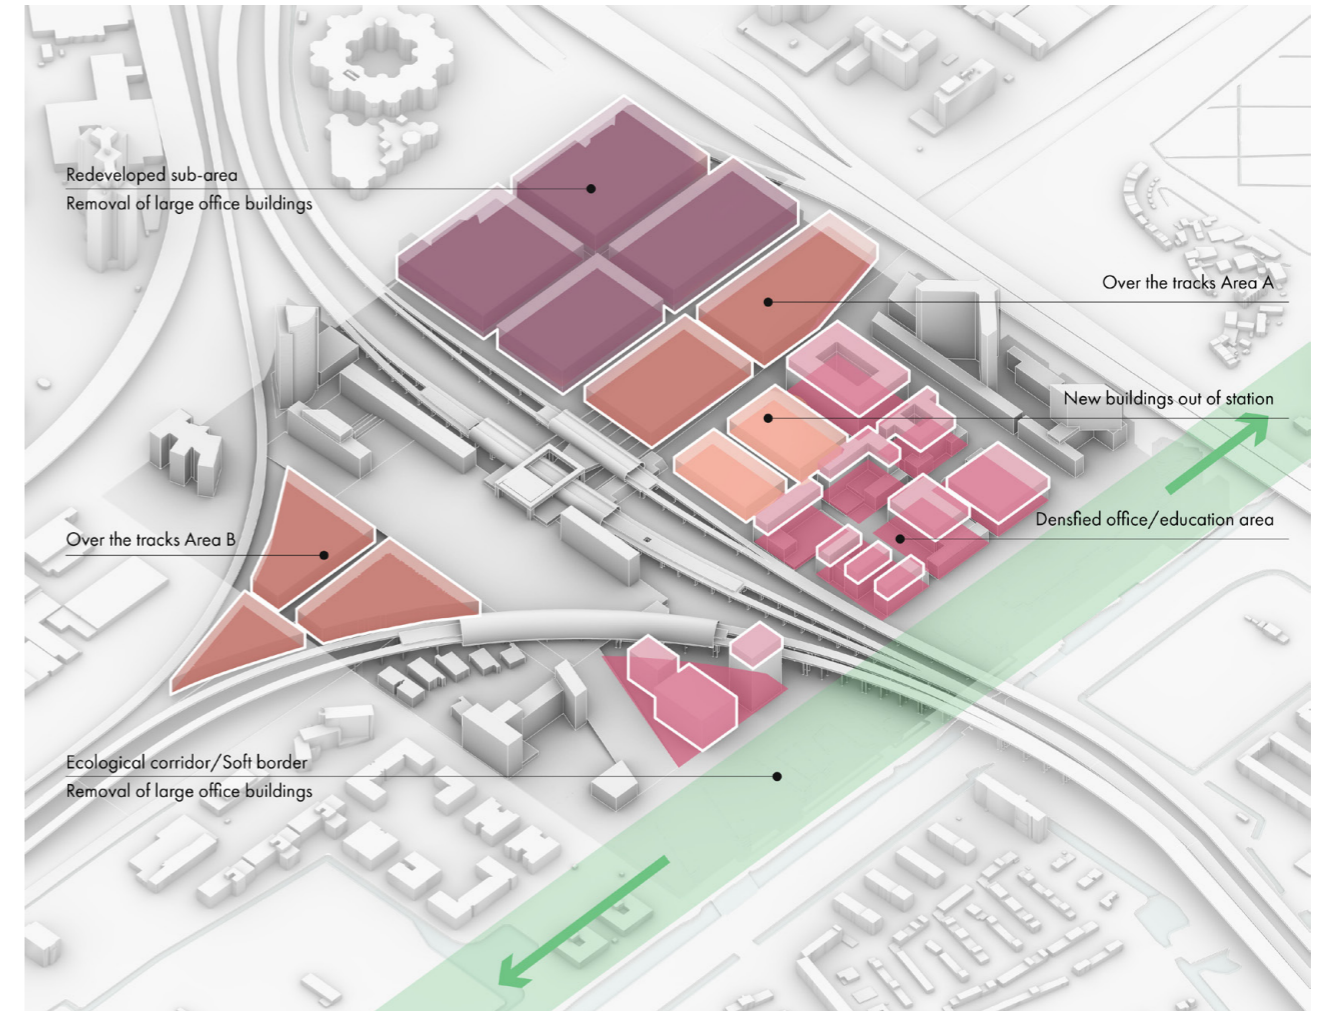 Redeveloped sub-area
Removal of large office buildings
Over the tracks Area A
New buildings out of station
Densfied office/education area
Over the tracks Area B
Ecological corridor/Soft border
Removal of large office buildings